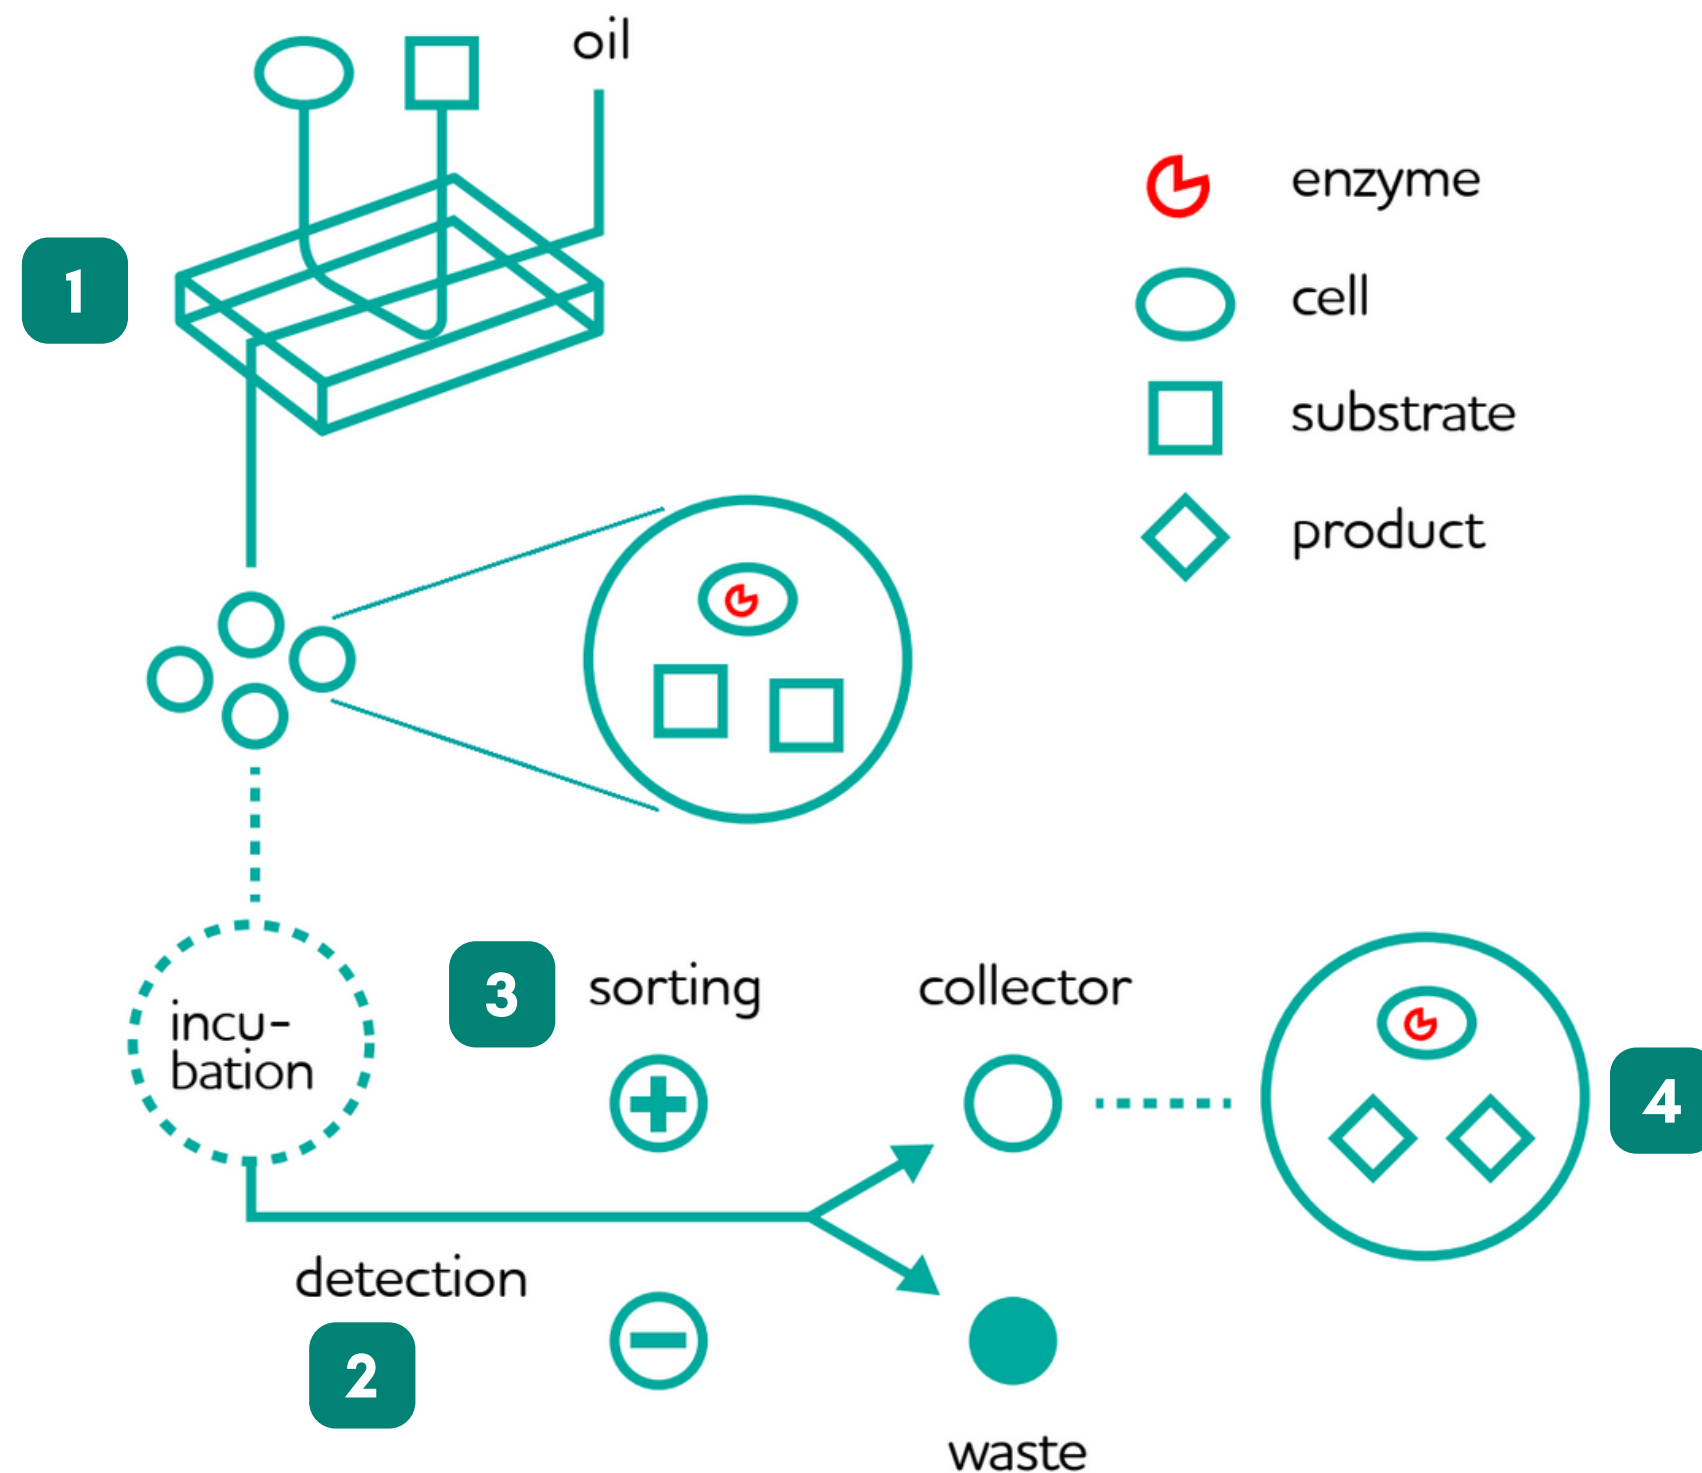 oil
1
enzyme
cell
substrate
product
incu-
bation
3
sorting
collector
4
detection
2
waste